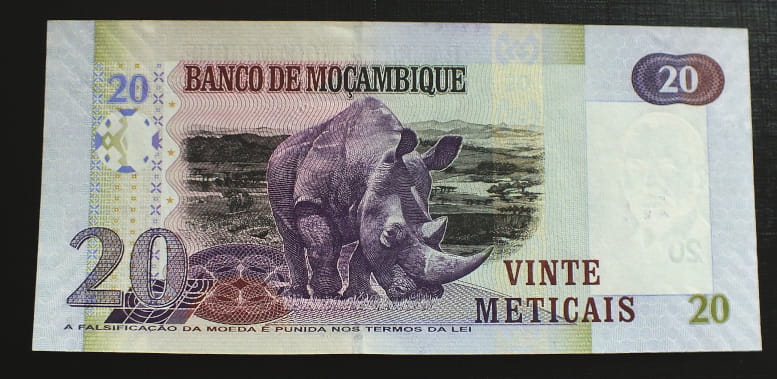 20
BANCO DE MOÇAMBIQUE
20
20
VINTE
METICAIS
20
A FALSIFICAÇÃO DA MOEDA É PUNIDA NOS TERMOS DA LEI